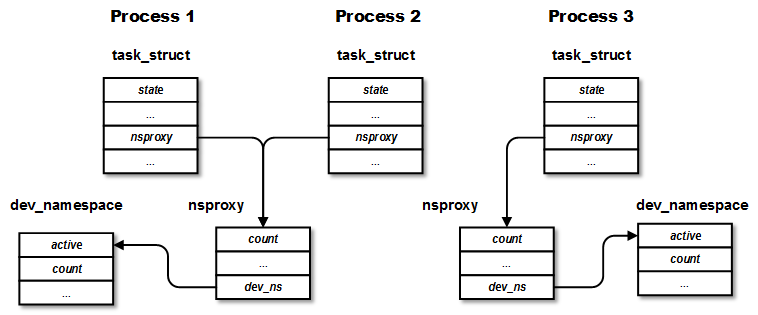 Process 1 Process 2 Process 3
task_struct task_struct task_struct
state state state
... ... ...
nsproxy nsproxy nsproxy
... ... ...
dev_namespace nsproxy nsproxy dev_namespace
active count count active
count ... ... count
... dev_ns dev_ns ...